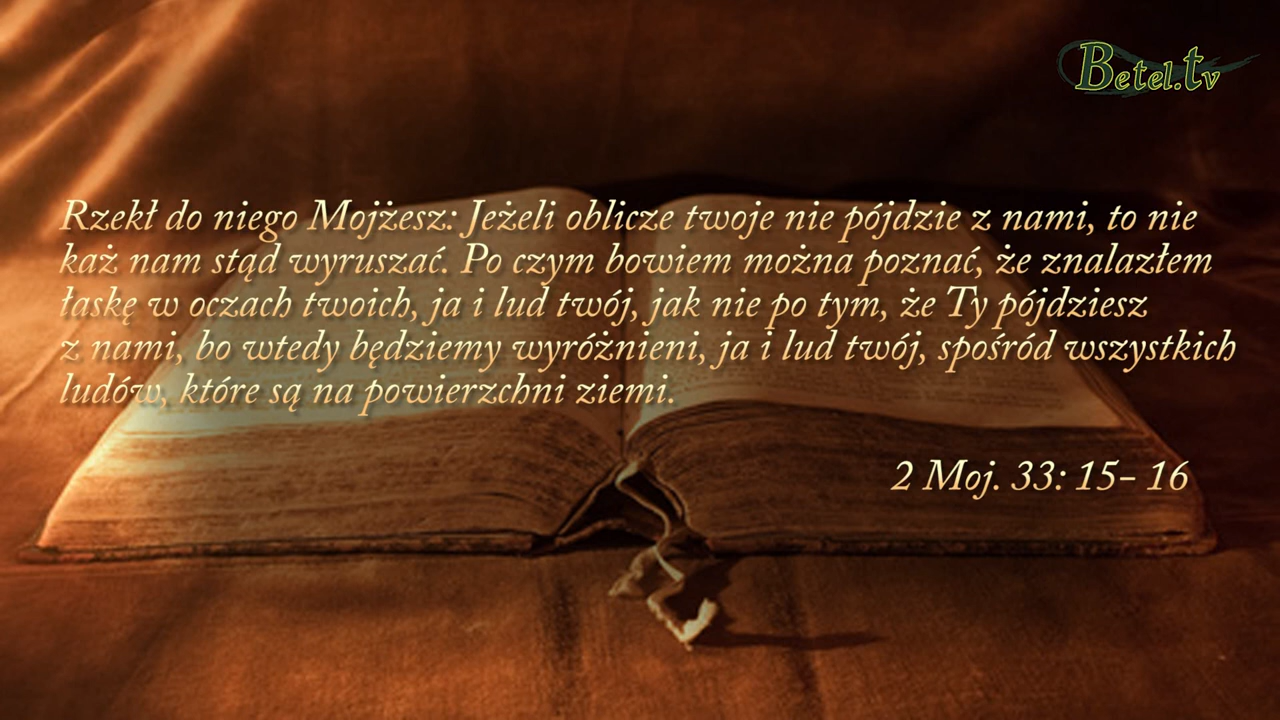 Betel.tv
Rzekł do niego Mojżesz: Jeżeli oblicze twoje nie pójdzie z nami, to nie
każ nam stąd wyruszać. Po czym bowiem można poznać, że znalazłem
łaskę w oczach twoich, ja i lud twój, jak nie po tym, że Ty pójdziesz
z nami, bo wtedy będziemy wyróżnieni, ja i lud twój, spośród wszystkich
ludów, które są na powierzchni ziemi.
2 Moj. 33: 15- 16